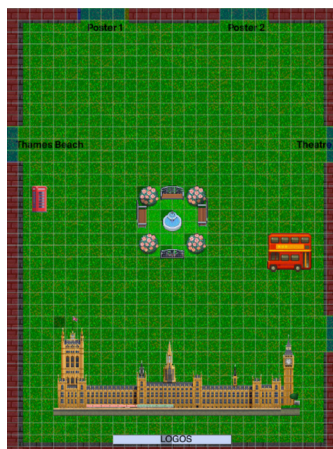 Poster 1
Poster 2
Thames Beach
Theatre
LOGOS